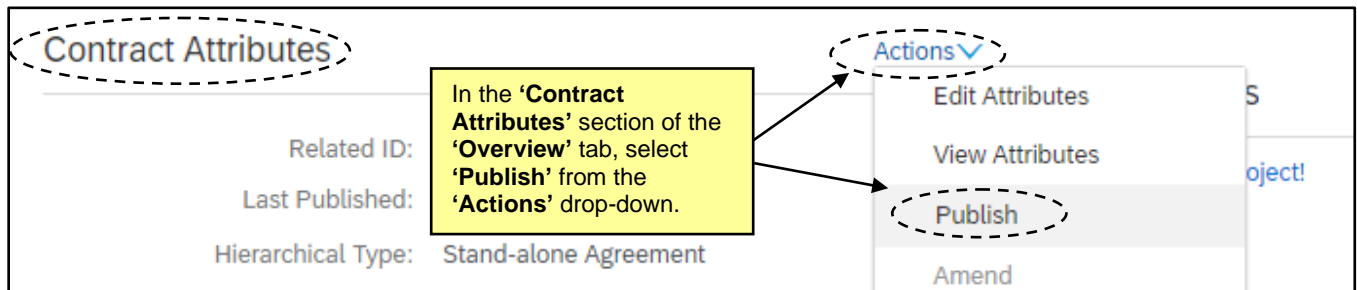 Contract Attributes
Actions
In the ‘Contract
Attributes’ section of the
‘Overview’ tab, select
‘Publish’ from the
‘Actions’ drop-down.
Edit Attributes
s
Related ID:
View Attributes
oject!
Last Published:
Publish
Hierarchical Type: Stand-alone Agreement
Amend